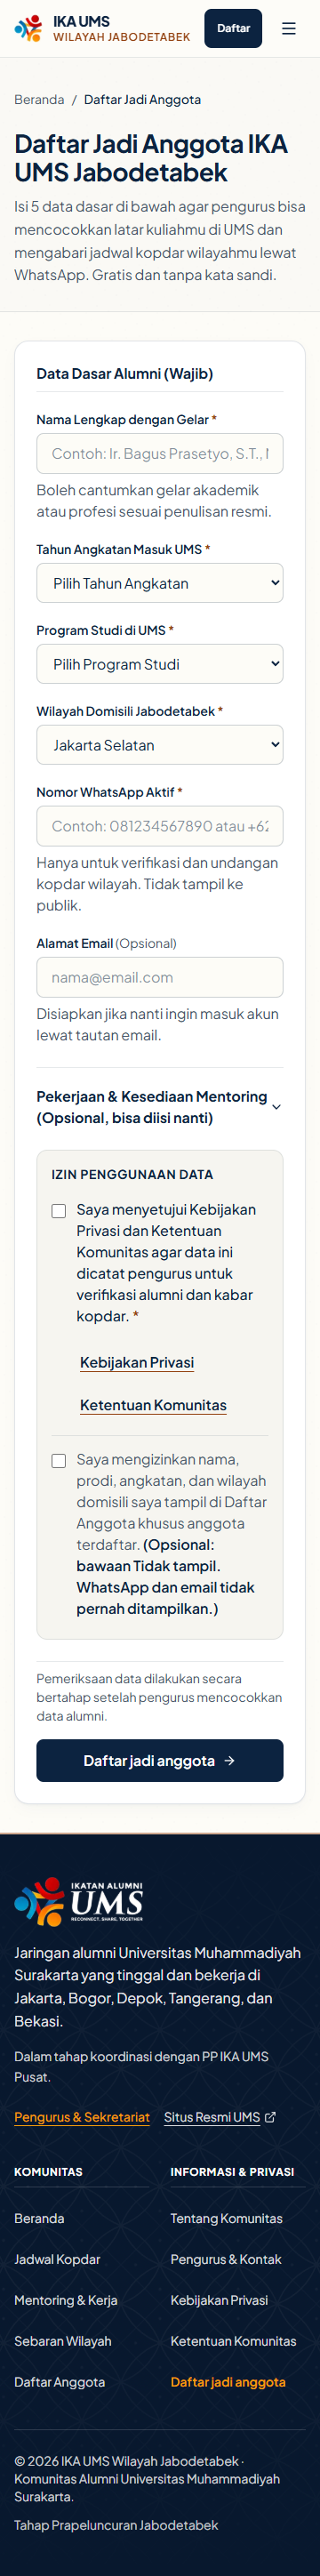 IKA UMS
WILAYAH JABODETABEK
Daftar
Beranda / Daftar Jadi Anggota
Daftar Jadi Anggota IKA
UMS Jabodetabek
Isi 5 data dasar di bawah agar pengurus bisa
mencocokkan latar kuliahmu di UMS dan
mengabari jadwal kopdar wilayahmu lewat
WhatsApp. Gratis dan tanpa kata sandi.
Data Dasar Alumni (Wajib)
Nama Lengkap dengan Gelar *
Contoh: Ir. Bagus Prasetyo, S.T., M
Boleh cantumkan gelar akademik
atau profesi sesuai penulisan resmi.
Tahun Angkatan Masuk UMS *
Pilih Tahun Angkatan
Program Studi di UMS *
Pilih Program Studi
Wilayah Domisili Jabodetabek *
Jakarta Selatan
Nomor WhatsApp Aktif *
Contoh: 081234567890 atau +62
Hanya untuk verifikasi dan undangan
kopdar wilayah. Tidak tampil ke
publik.
Alamat Email (Opsional)
nama@email.com
Disiapkan jika nanti ingin masuk akun
lewat tautan email.
Pekerjaan & Kesediaan Mentoring
(Opsional, bisa diisi nanti)
IZIN PENGGUNAAN DATA
Saya menyetujui Kebijakan
Privasi dan Ketentuan
Komunitas agar data ini
dicatat pengurus untuk
verifikasi alumni dan kabar
kopdar. *
Kebijakan Privasi
Ketentuan Komunitas
Saya mengizinkan nama,
prodi, angkatan, dan wilayah
domisili saya tampil di Daftar
Anggota khusus anggota
terdaftar. (Opsional:
bawaan Tidak tampil.
WhatsApp dan email tidak
pernah ditampilkan.)
Pemeriksaan data dilakukan secara
bertahap setelah pengurus mencocokkan
data alumni.
Daftar jadi anggota
IKATAN ALUMNI
UMS
RECONNECT, SHARE, TOGETHER
Jaringan alumni Universitas Muhammadiyah
Surakarta yang tinggal dan bekerja di
Jakarta, Bogor, Depok, Tangerang, dan
Bekasi.
Dalam tahap koordinasi dengan PP IKA UMS
Pusat.
Pengurus & Sekretariat Situs Resmi UMS
KOMUNITAS
Beranda
Jadwal Kopdar
Mentoring & Kerja
Sebaran Wilayah
Daftar Anggota
INFORMASI & PRIVASI
Tentang Komunitas
Pengurus & Kontak
Kebijakan Privasi
Ketentuan Komunitas
Daftar jadi anggota
© 2026 IKA UMS Wilayah Jabodetabek ·
Komunitas Alumni Universitas Muhammadiyah
Surakarta.
Tahap Prapeluncuran Jabodetabek